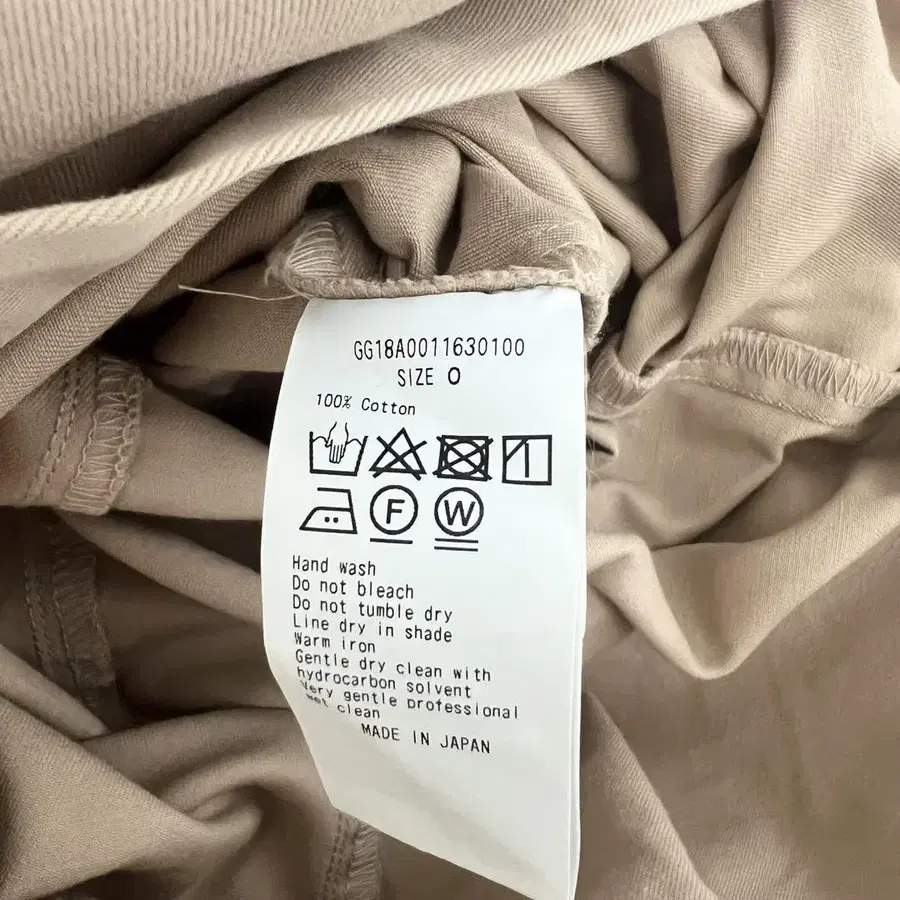 GG18A0011630100
SIZE 0
100% Cotton
F W
Hand wash
Do not bleach
Do not tumble dry
Line dry in shade
Warm iron
Gentle dry clean with
hydrocarbon solvent
Very gentle professional
wet clean
MADE IN JAPAN